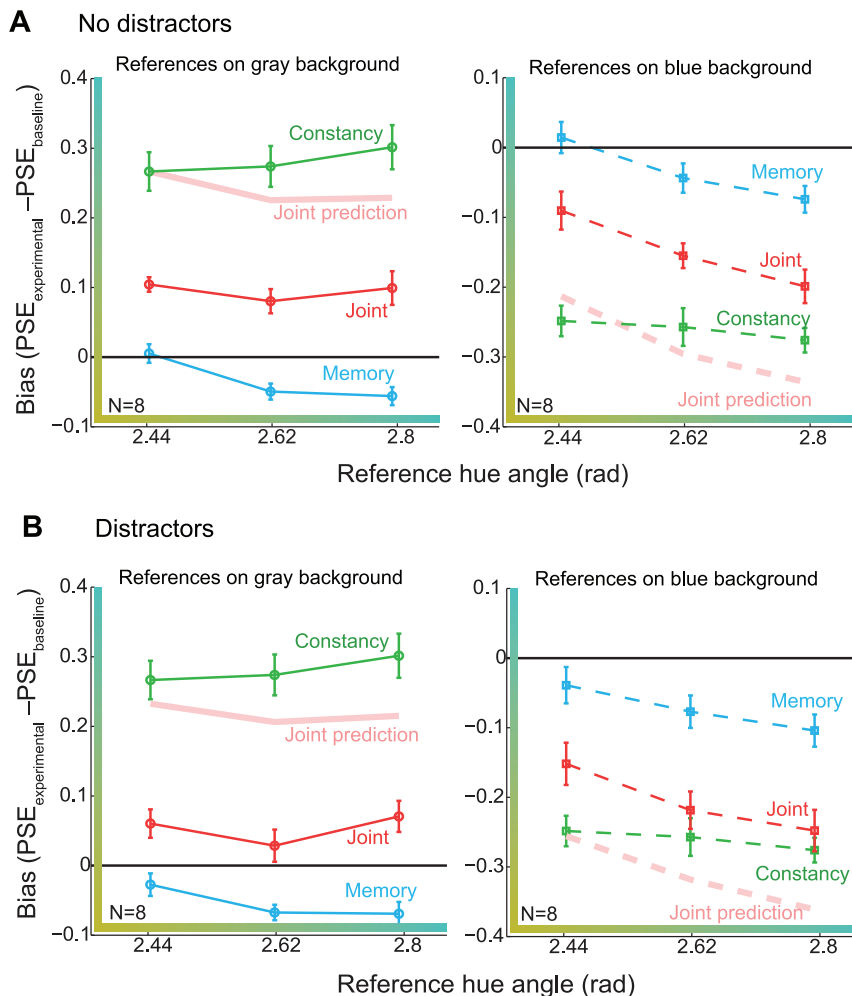 A No distractors
References on gray background
References on blue background
Bias (PSEexperimental –PSEbaseline)
0.4
0.3
0.2
0.1
0
−0.1
Constancy
Joint prediction
Joint
Memory
N=8
2.44 2.62 2.8
0.1
0
−0.1
−0.2
−0.3
−0.4
Memory
Joint
Constancy
Joint prediction
N=8
2.44 2.62 2.8
Reference hue angle (rad)
B Distractors
References on gray background
References on blue background
Bias (PSEexperimental –PSEbaseline)
0.4
0.3
0.2
0.1
0
−0.1
Constancy
Joint prediction
Joint
Memory
N=8
2.44 2.62 2.8
0.1
0
−0.1
−0.2
−0.3
−0.4
Memory
Joint
Constancy
Joint prediction
N=8
2.44 2.62 2.8
Reference hue angle (rad)